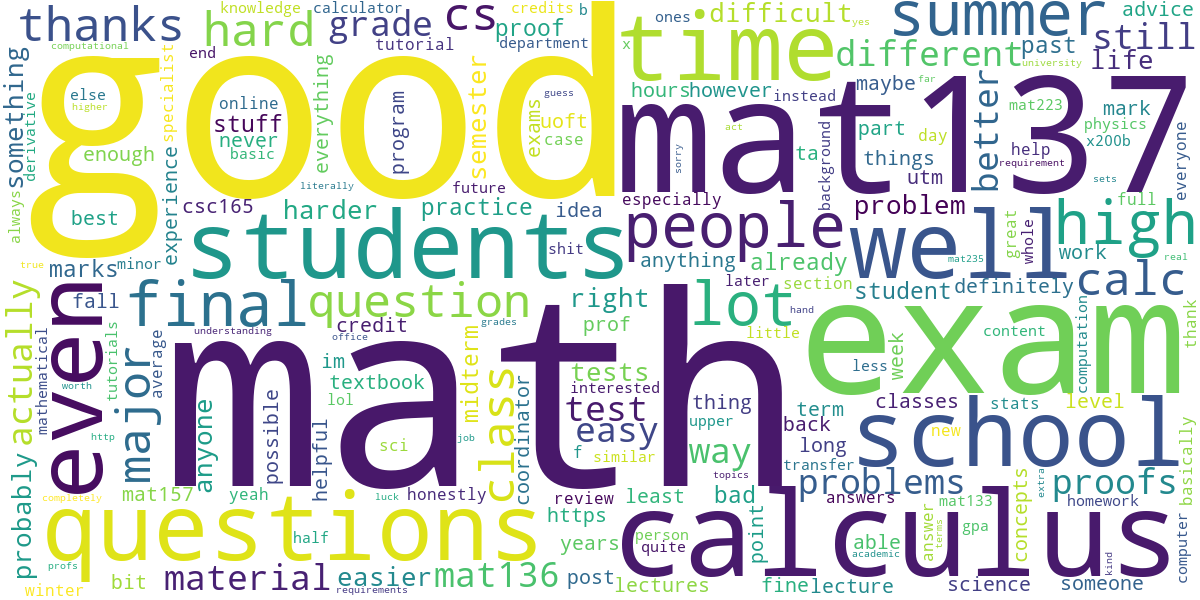 thanks
knowledge
calculator
credits
b
ones
difficult
summer
advice
computational
hard
grade
cs
proof
department
x
yes
different
past
still
end
tutorial
time
university
life
something
else
higher
specialist
good
online
stuff
never
basic
everything
program
semester
exams
guess
uoft
case
hours
however
instead
maybe
better
mat223
mark
physics
x200b
derivative
enough
act
mat137
part
day
ta
things
help
requirement
everyone
background
utm
sorry
sets
literally
future
best
always
experience
csc165
harder
practice
idea
especially
people
problem
full
high
great
whole
students
shit
well
mat235
work
real
true
marks
minor
anything
already
later
section
student
definitely
calc
fall
final
question
right
lot
hand
even
actually
understanding
office
grades
credit
prof
little
exam
content
computation
thank
mathematical
tutorials
average
major
math
im
midterm
tests
interested
less
week
textbook
lol
class
coordinator
test
thing
upper
term
classes
stats
level
worth
probably
anyone
possible
helpful
sci
f
easy
similar
job
way
back
long
school
new
basically
http
transfer
topics
problems
proofs
completely
mat157
yeah
luck
honestly
review
least
bad
answers
mat133
extra
homework
questions
half
https
years
person
quite
point
calculus
able
academic
answer
terms
gpa
concepts
computer
kind
profs
winter
bit
material
requirements
easier
mat136
post
lectures
fine
lecture
science
someone